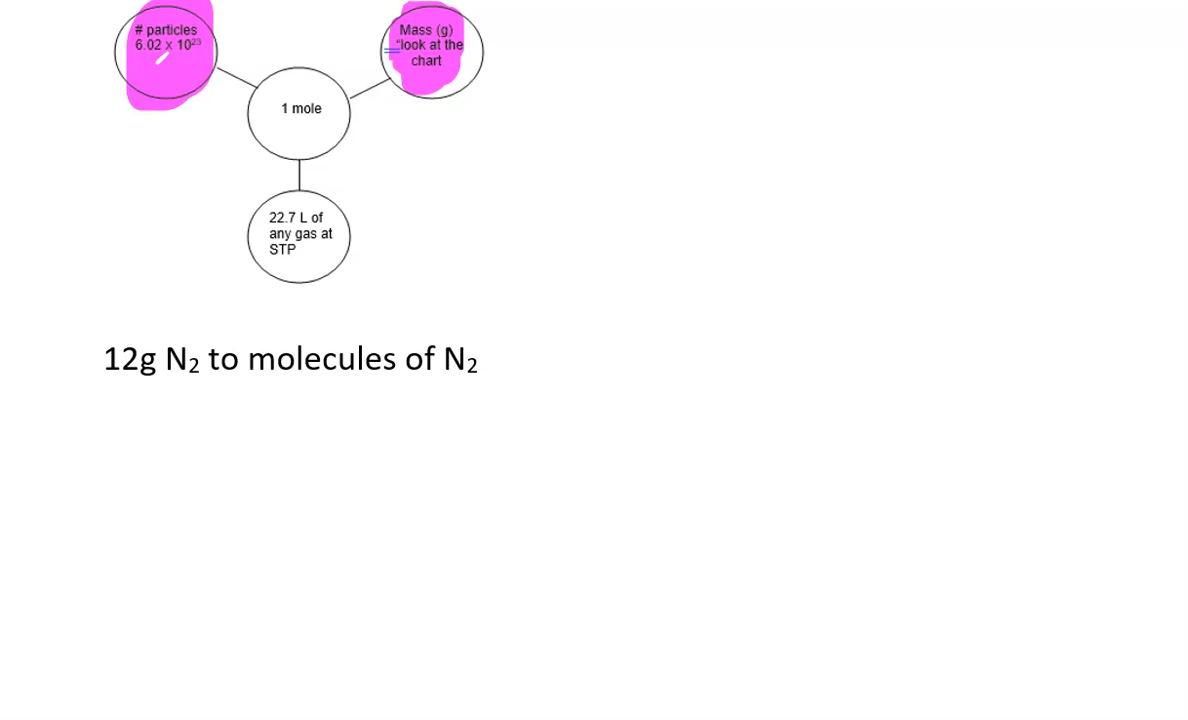 # particles
6.02 x 10²³
Mass (g)
"look at the
chart
1 mole
22.7 L of
any gas at
STP
12g N₂ to molecules of N₂